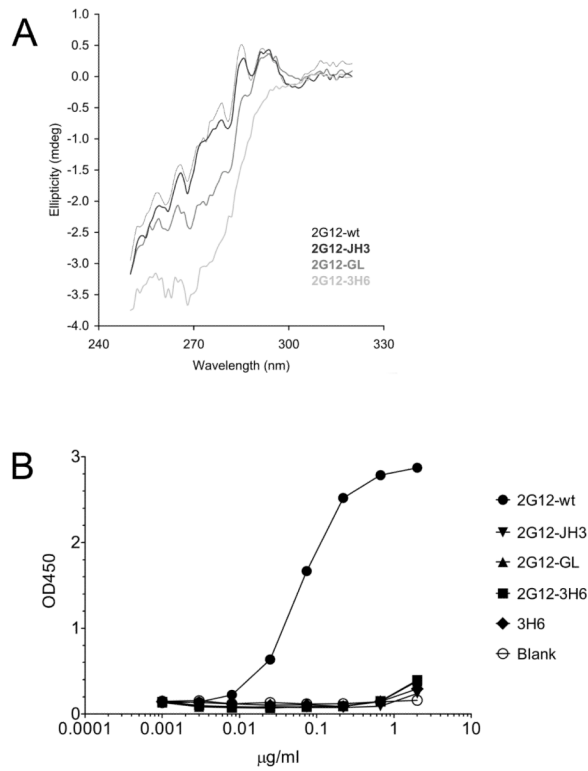 A
1.0
0.5
0.0
-0.5
-1.0
-1.5
-2.0
-2.5
-3.0
-3.5
-4.0
Ellipticity (mdeg)
2G12-wt
2G12-JH3
2G12-GL
2G12-3H6
240
270
300
330
Wavelength (nm)
B
3
2
1
0
OD450
2G12-wt
2G12-JH3
2G12-GL
2G12-3H6
3H6
Blank
0.0001
0.001
0.01
0.1
1
10
μg/ml